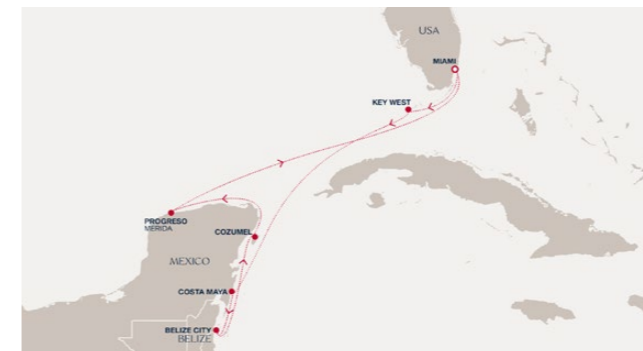 USA
MIAMI
KEY WEST
PROGRESO
MERIDA
COZUMEL
MEXICO
COSTA MAYA
BELIZE CITY
BELIZE